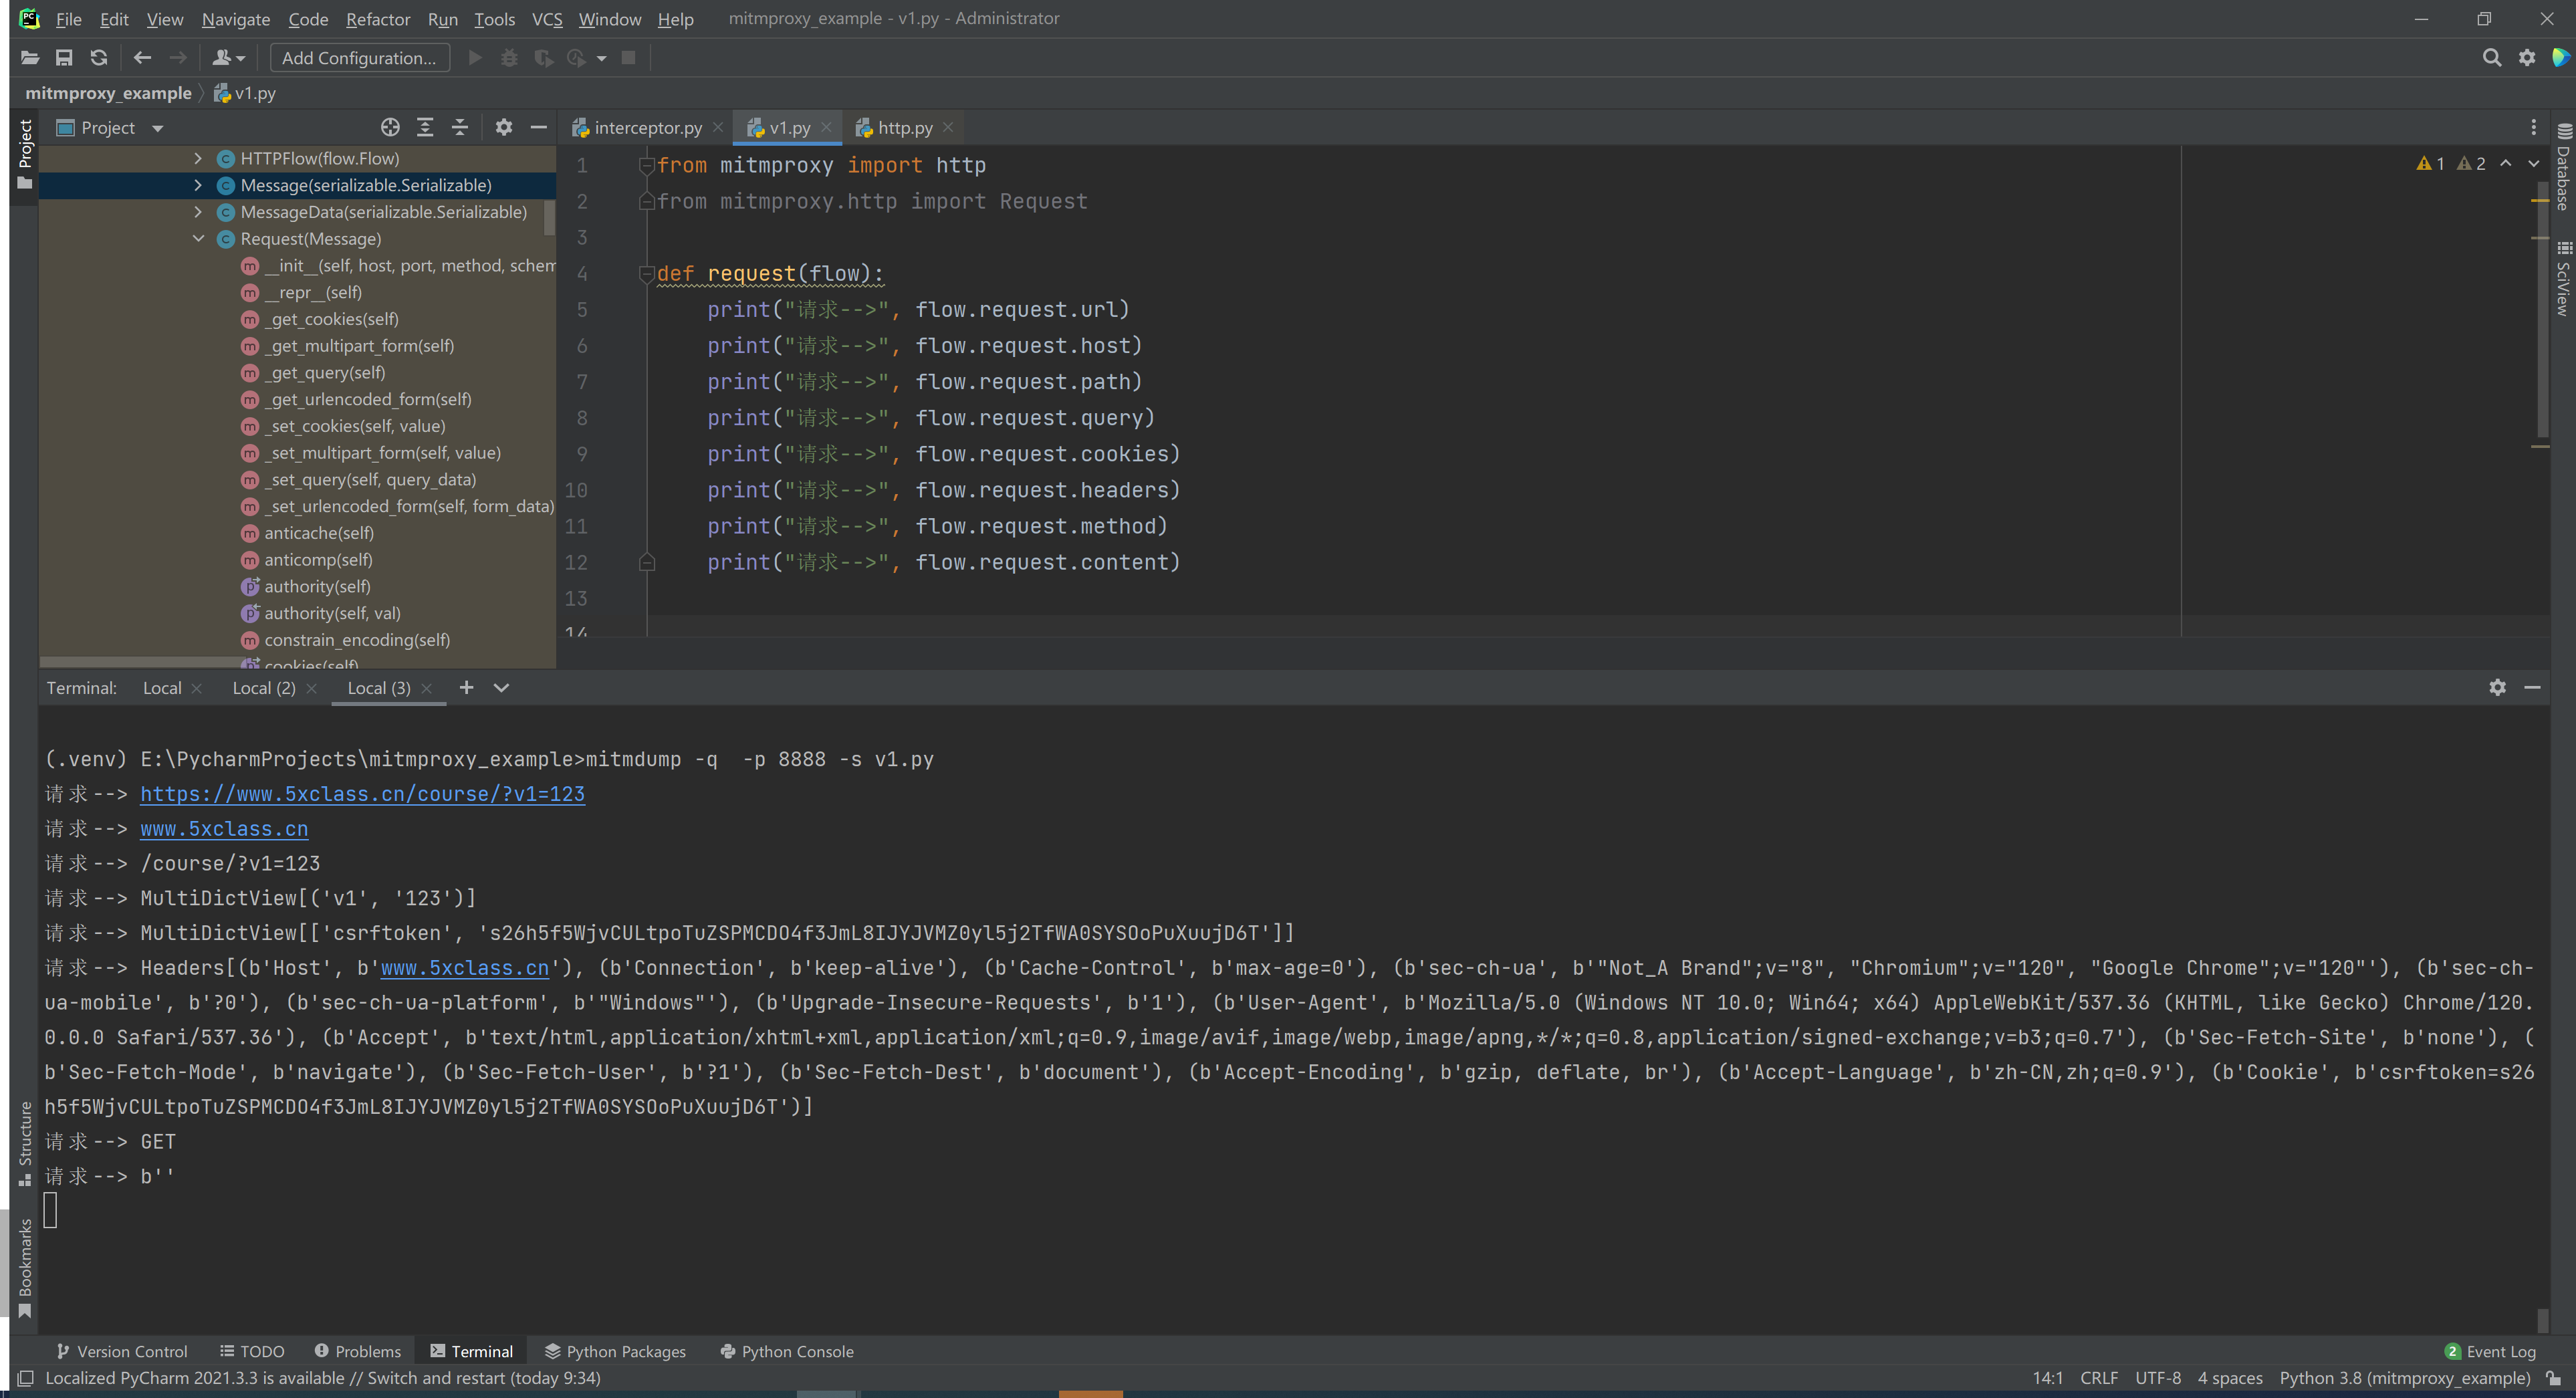 File Edit View Navigate Code Refactor Run Tools VCS Window Help mitmproxy_example - v1.py - Administrator
Add Configuration...
mitmproxy_example v1.py
Project
Project
interceptor.py v1.py http.py
HTTPFlow(flow.Flow)
Message(serializable.Serializable)
MessageData(serializable.Serializable)
Request(Message)
__init__(self, host, port, method, schem
__repr__(self)
_get_cookies(self)
_get_multipart_form(self)
_get_query(self)
_get_urlencoded_form(self)
_set_cookies(self, value)
_set_multipart_form(self, value)
_set_query(self, query_data)
_set_urlencoded_form(self, form_data)
anticache(self)
anticomp(self)
authority(self)
authority(self, val)
constrain_encoding(self)
cookies(self)
1 from mitmproxy import http
2 from mitmproxy.http import Request
3
4 def request(flow):
5 print("请求-->", flow.request.url)
6 print("请求-->", flow.request.host)
7 print("请求-->", flow.request.path)
8 print("请求-->", flow.request.query)
9 print("请求-->", flow.request.cookies)
10 print("请求-->", flow.request.headers)
11 print("请求-->", flow.request.method)
12 print("请求-->", flow.request.content)
13
14
1 2
Database
SciView
Terminal: Local Local (2) Local (3)
(.venv) E:\PycharmProjects\mitmproxy_example>mitmdump -q  -p 8888 -s v1.py
请求--> https://www.5xclass.cn/course/?v1=123
请求--> www.5xclass.cn
请求--> /course/?v1=123
请求--> MultiDictView[('v1', '123')]
请求--> MultiDictView[['csrftoken', 's26h5f5WjvCULtpoTuZSPMCDO4f3JmL8IJYJVMZ0yl5j2TfWA0SYSOoPuXuujD6T']]
请求--> Headers[(b'Host', b'www.5xclass.cn'), (b'Connection', b'keep-alive'), (b'Cache-Control', b'max-age=0'), (b'sec-ch-ua', b'"Not_A Brand";v="8", "Chromium";v="120", "Google Chrome";v="120"'), (b'sec-ch-
ua-mobile', b'?0'), (b'sec-ch-ua-platform', b'"Windows"'), (b'Upgrade-Insecure-Requests', b'1'), (b'User-Agent', b'Mozilla/5.0 (Windows NT 10.0; Win64; x64) AppleWebKit/537.36 (KHTML, like Gecko) Chrome/120.
0.0.0 Safari/537.36'), (b'Accept', b'text/html,application/xhtml+xml,application/xml;q=0.9,image/avif,image/webp,image/apng,*/*;q=0.8,application/signed-exchange;v=b3;q=0.7'), (b'Sec-Fetch-Site', b'none'), (
b'Sec-Fetch-Mode', b'navigate'), (b'Sec-Fetch-User', b'?1'), (b'Sec-Fetch-Dest', b'document'), (b'Accept-Encoding', b'gzip, deflate, br'), (b'Accept-Language', b'zh-CN,zh;q=0.9'), (b'Cookie', b'csrftoken=s26
h5f5WjvCULtpoTuZSPMCDO4f3JmL8IJYJVMZ0yl5j2TfWA0SYSOoPuXuujD6T')]
请求--> GET
请求--> b''
Structure
Bookmarks
Version Control TODO Problems Terminal Python Packages Python Console 2 Event Log
Localized PyCharm 2021.3.3 is available // Switch and restart (today 9:34) 14:1 CRLF UTF-8 4 spaces Python 3.8 (mitmproxy_example)